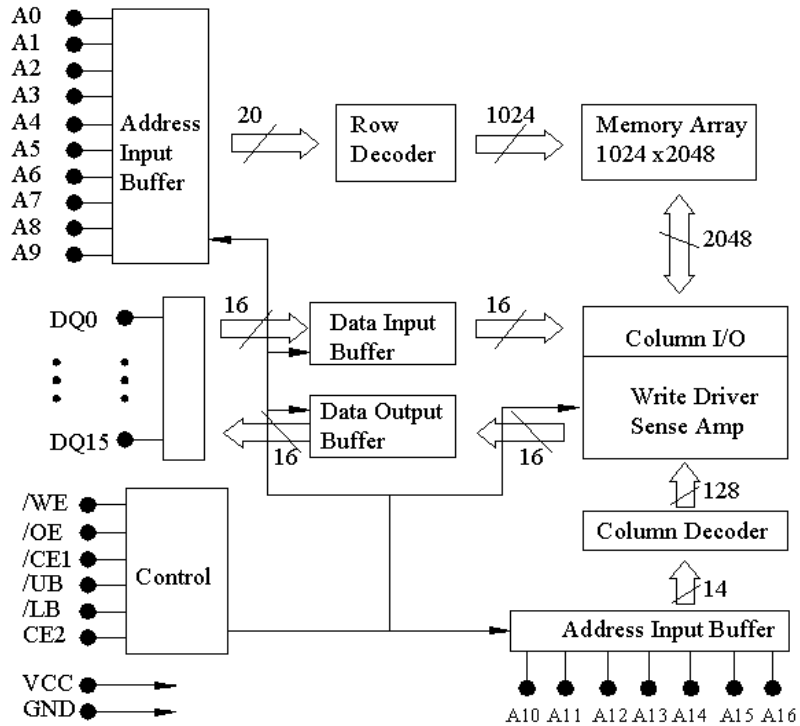 A0
A1
A2
A3
A4
A5
A6
A7
A8
A9
Address
Input
Buffer
20
Row
Decoder
1024
Memory Array
1024 x2048
2048
DQ0
DQ15
16
Data Input
Buffer
16
Column I/O
Write Driver
Sense Amp
Data Output
Buffer
16
16
128
Column Decoder
14
Address Input Buffer
/WE
/OE
/CE1
/UB
/LB
CE2
Control
VCC
GND
A10 A11 A12 A13 A14 A15 A16